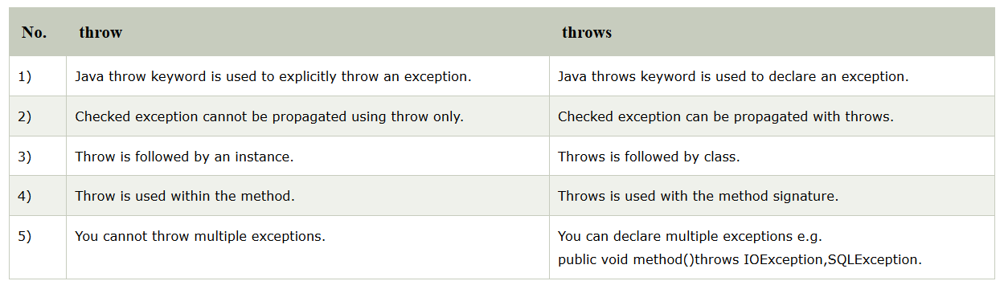 No. throw throws
1) Java throw keyword is used to explicitly throw an exception. Java throws keyword is used to declare an exception.
2) Checked exception cannot be propagated using throw only. Checked exception can be propagated with throws.
3) Throw is followed by an instance. Throws is followed by class.
4) Throw is used within the method. Throws is used with the method signature.
5) You cannot throw multiple exceptions. You can declare multiple exceptions e.g.
public void method()throws IOException,SQLException.